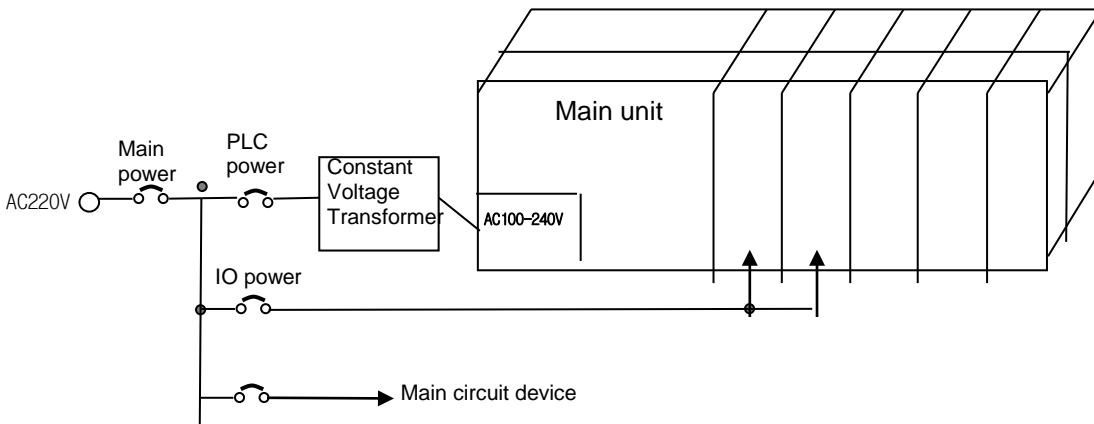 Main unit
Main
power
PLC
power
Constant
Voltage
Transformer
AC220V
AC100-240V
IO power
Main circuit device